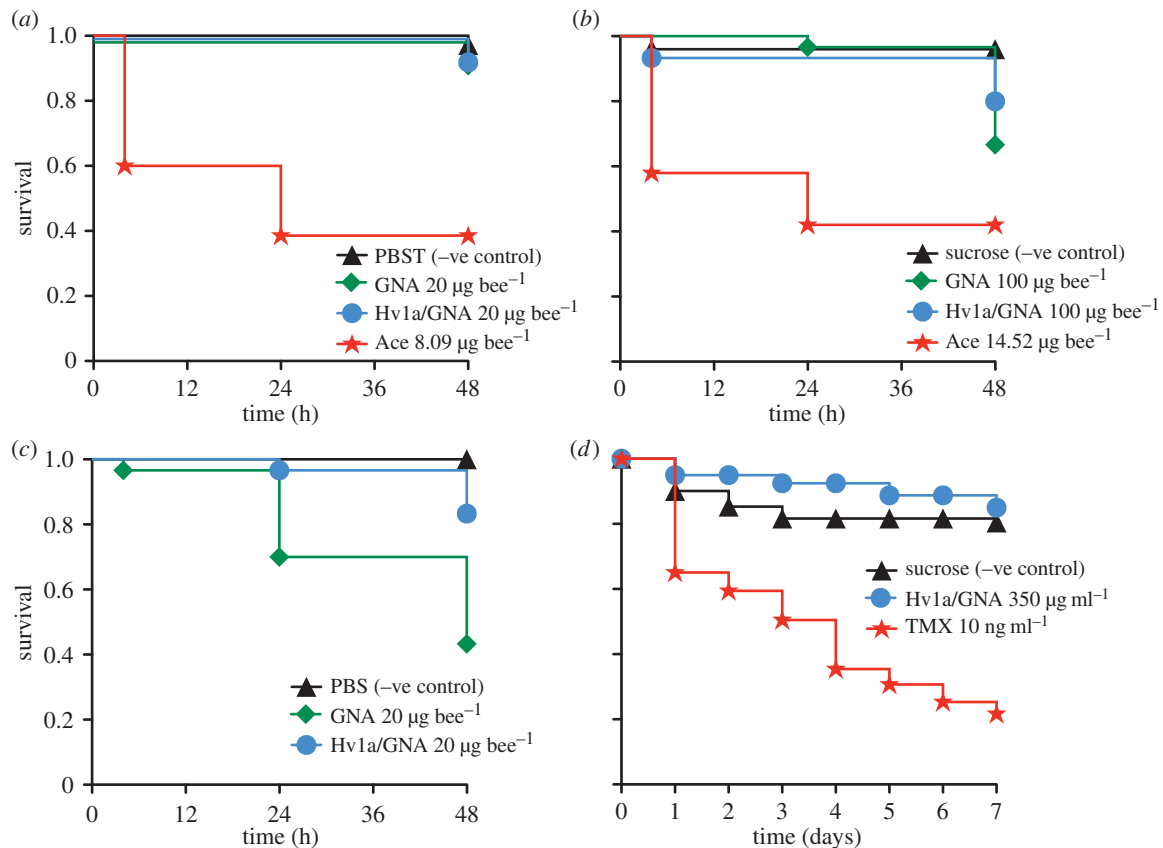 (a)
1.0
0.8
0.6
0.4
0.2
0
survival
PBST (–ve control)
GNA 20 µg bee⁻¹
Hv1a/GNA 20 µg bee⁻¹
Ace 8.09 µg bee⁻¹
0 12 24 36 48
time (h)
(b)
sucrose (–ve control)
GNA 100 µg bee⁻¹
Hv1a/GNA 100 µg bee⁻¹
Ace 14.52 µg bee⁻¹
0 12 24 36 48
time (h)
(c)
1.0
0.8
0.6
0.4
0.2
0
survival
PBS (–ve control)
GNA 20 µg bee⁻¹
Hv1a/GNA 20 µg bee⁻¹
0 12 24 36 48
time (h)
(d)
sucrose (–ve control)
Hv1a/GNA 350 µg ml⁻¹
TMX 10 ng ml⁻¹
0 1 2 3 4 5 6 7
time (days)